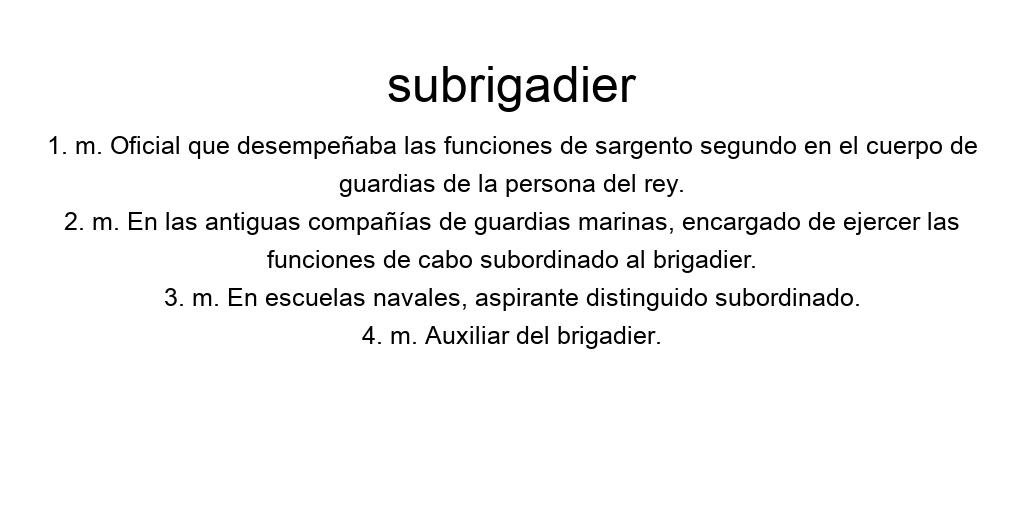 subrigadier
1. m. Oficial que desempeñaba las funciones de sargento segundo en el cuerpo de
guardias de la persona del rey.
2. m. En las antiguas compañías de guardias marinas, encargado de ejercer las
funciones de cabo subordinado al brigadier.
3. m. En escuelas navales, aspirante distinguido subordinado.
4. m. Auxiliar del brigadier.